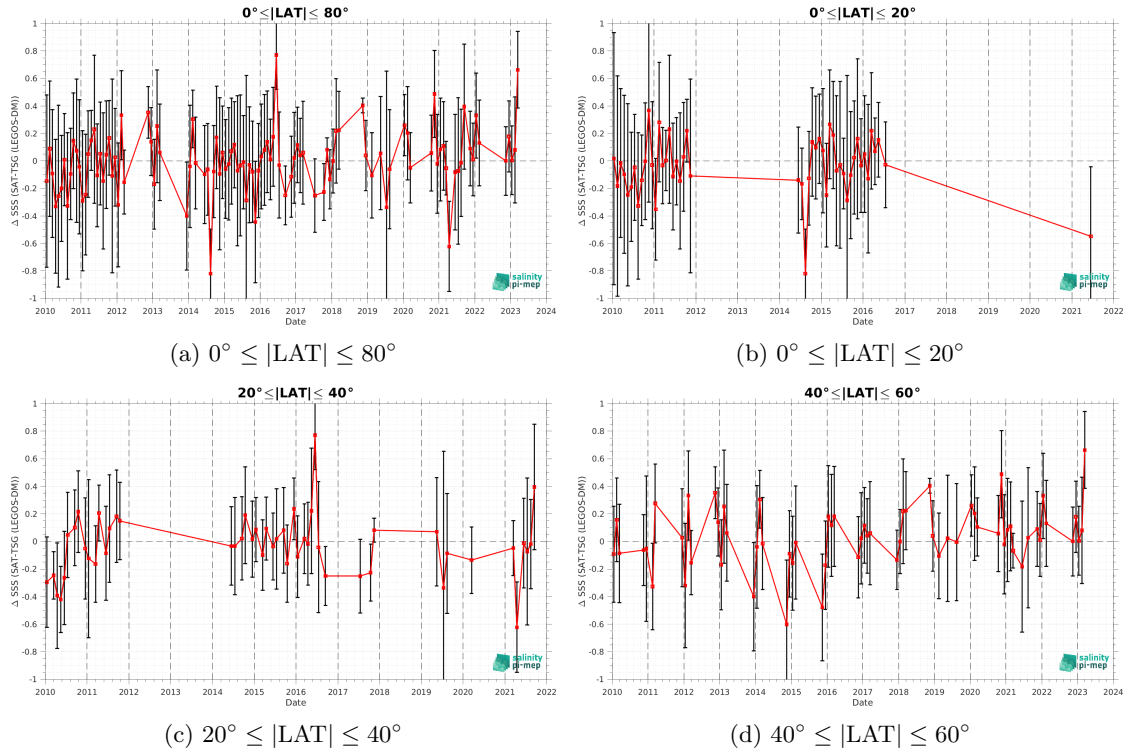 0°≤|LAT|≤ 80°
Δ SSS (SAT-TSG (LEGOS-DM))
1
0.8
0.6
0.4
0.2
0
-0.2
-0.4
-0.6
-0.8
-1
2010 2011 2012 2013 2014 2015 2016 2017 2018 2019 2020 2021 2022 2023 2024
Date
salinity
pi-mep
(a) 0° ≤ |LAT| ≤ 80°
0°≤|LAT|≤ 20°
Δ SSS (SAT-TSG (LEGOS-DM))
1
0.8
0.6
0.4
0.2
0
-0.2
-0.4
-0.6
-0.8
-1
2010 2011 2012 2013 2014 2015 2016 2017 2018 2019 2020 2021 2022
Date
salinity
pi-mep
(b) 0° ≤ |LAT| ≤ 20°
20°≤|LAT|≤ 40°
Δ SSS (SAT-TSG (LEGOS-DM))
1
0.8
0.6
0.4
0.2
0
-0.2
-0.4
-0.6
-0.8
-1
2010 2011 2012 2013 2014 2015 2016 2017 2018 2019 2020 2021 2022
Date
salinity
pi-mep
(c) 20° ≤ |LAT| ≤ 40°
40°≤|LAT|≤ 60°
Δ SSS (SAT-TSG (LEGOS-DM))
1
0.8
0.6
0.4
0.2
0
-0.2
-0.4
-0.6
-0.8
-1
2010 2011 2012 2013 2014 2015 2016 2017 2018 2019 2020 2021 2022 2023 2024
Date
salinity
pi-mep
(d) 40° ≤ |LAT| ≤ 60°